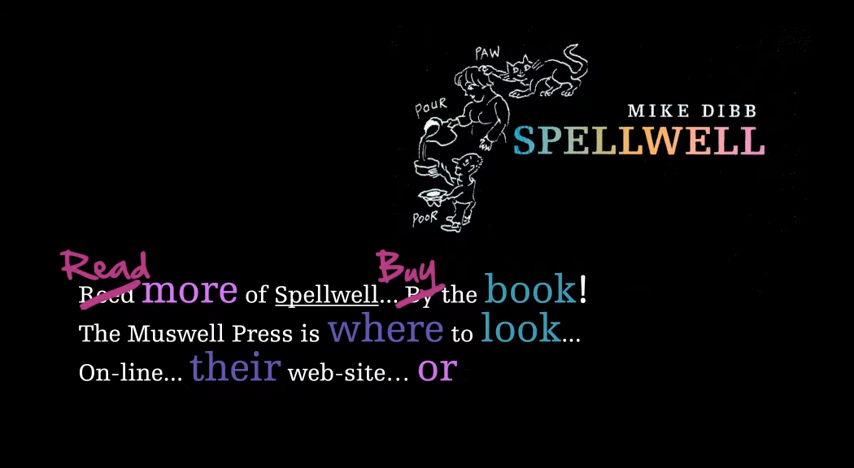 PAW
POUR
POOR
MIKE DIBB
SPELLWELL
Read Buy
Reed more of Spellwell... By the book!
The Muswell Press is where to look...
On-line... their web-site... or